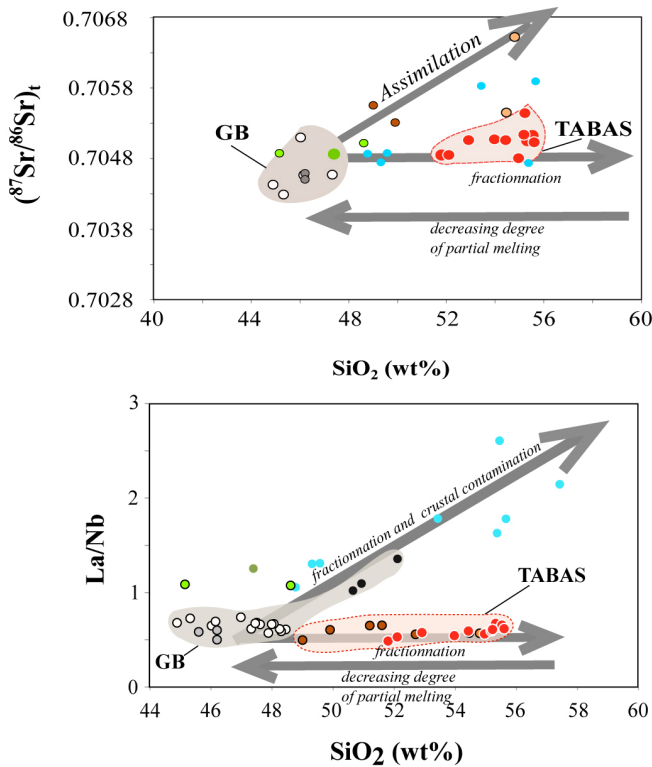 0.7068
0.7058
0.7048
0.7038
0.7028
(⁸⁷Sr/⁸⁶Sr)t
Assimilation
GB
TABAS
fractionnation
decreasing degree
of partial melting
40
44
48
52
56
60
SiO₂ (wt%)
3
2
1
0
La/Nb
fractionnation and crustal contamination
TABAS
GB
fractionnation
decreasing degree
of partial melting
44
46
48
50
52
54
56
58
60
SiO2 (wt%)